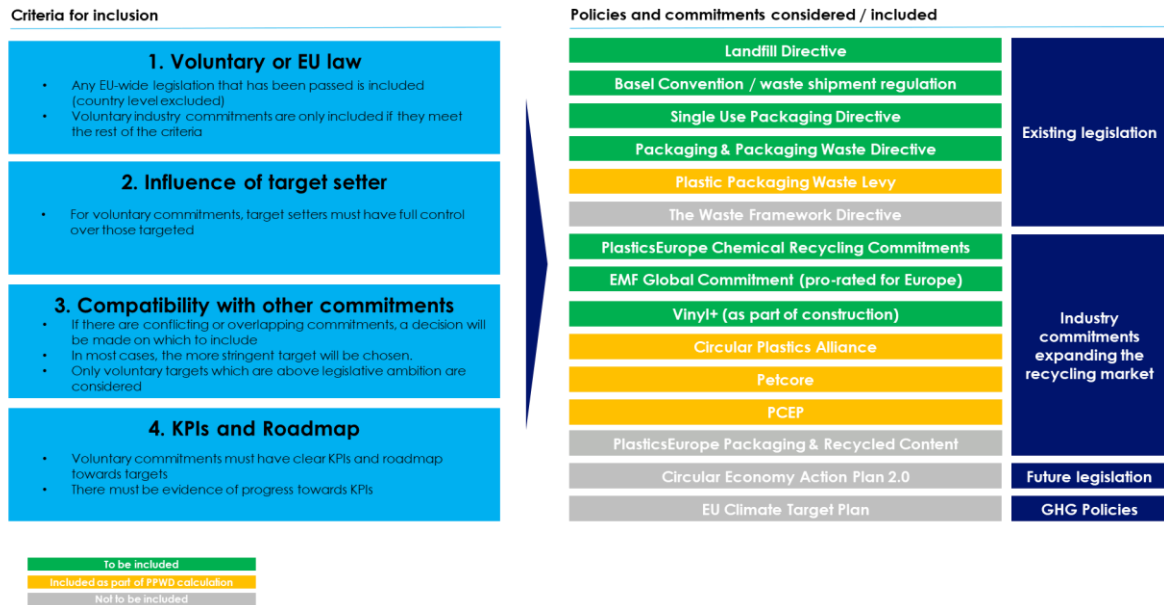 Criteria for inclusion
1. Voluntary or EU law
• Any EU-wide legislation that has been passed is included
(country level excluded)
• Voluntary industry commitments are only included if they meet
the rest of the criteria
2. Influence of target setter
• For voluntary commitments, target setters must have full control
over those targeted
3. Compatibility with other commitments
• If there are conflicting or overlapping commitments, a decision will
be made on which to include
• In most cases, the more stringent target will be chosen.
• Only voluntary targets which are above legislative ambition are
considered
4. KPIs and Roadmap
• Voluntary commitments must have clear KPIs and roadmap
towards targets
• There must be evidence of progress towards KPIs
Policies and commitments considered / included
Landfill Directive
Basel Convention / waste shipment regulation
Single Use Packaging Directive
Packaging & Packaging Waste Directive
Plastic Packaging Waste Levy
The Waste Framework Directive
Existing legislation
PlasticsEurope Chemical Recycling Commitments
EMF Global Commitment (pro-rated for Europe)
Vinyl+ (as part of construction)
Circular Plastics Alliance
Petcore
PCEP
PlasticsEurope Packaging & Recycled Content
Industry
commitments
expanding the
recycling market
Circular Economy Action Plan 2.0
Future legislation
EU Climate Target Plan
GHG Policies
To be included
Included as part of PPWD calculation
Not to be included